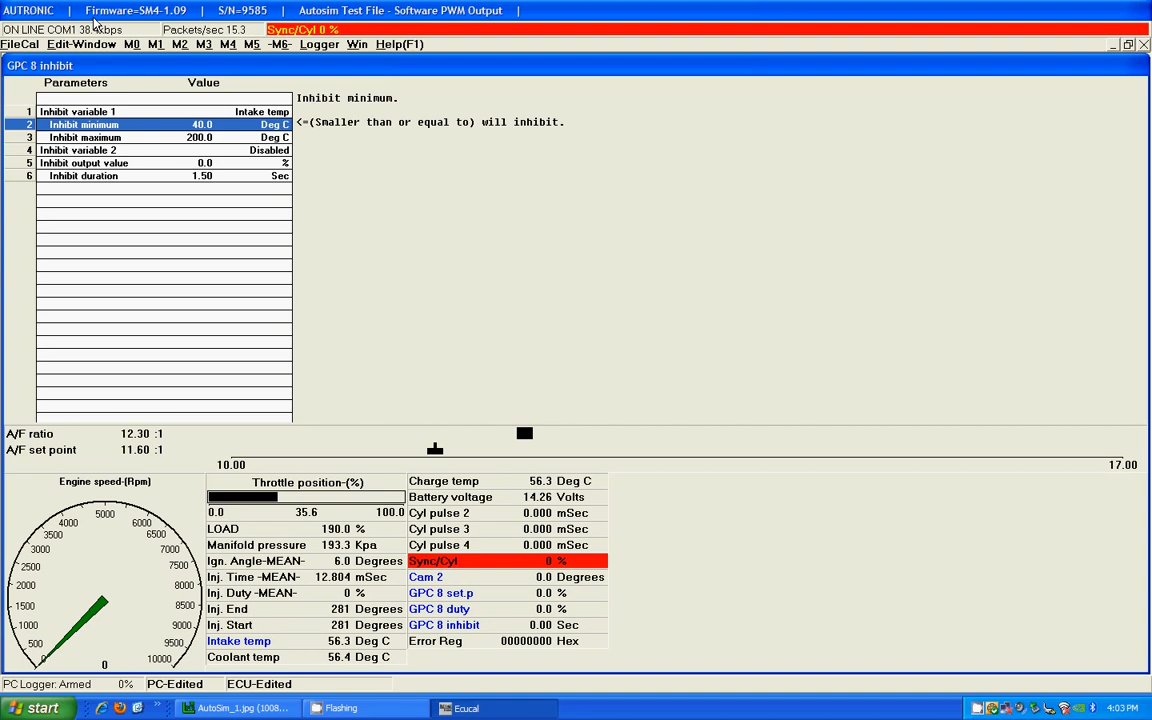 AUTRONIC | Firmware=SM4-1.09 | S/N=9585 | Autosim Test File - Software PWM Output |
ON LINE COM1 38.4kbps Packets/sec 15.3 Sync/Cyl 0 %
FileCal Edit-Window M0 M1 M2 M3 M4 M5 -M6- Logger Win Help(F1)
GPC 8 inhibit
Parameters Value
Inhibit minimum.
1 Inhibit variable 1 Intake temp
2 Inhibit minimum 40.0 Deg C <=(Smaller than or equal to) will inhibit.
3 Inhibit maximum 200.0 Deg C
4 Inhibit variable 2 Disabled
5 Inhibit output value 0.0 %
6 Inhibit duration 1.50 Sec
A/F ratio 12.30 :1
A/F set point 11.60 :1
10.00 17.00
Engine speed-(Rpm)
0 500 1000 1500 2000 2500 3000 3500 4000 5000 6000 6500 7000 7500 8000 8500 9000 9500 10000
0
Throttle position-(%)
0.0 35.6 100.0
LOAD 190.0 %
Manifold pressure 193.3 Kpa
Ign. Angle-MEAN- 6.0 Degrees
Inj. Time -MEAN- 12.804 mSec
Inj. Duty -MEAN- 0 %
Inj. End 281 Degrees
Inj. Start 281 Degrees
Intake temp 56.3 Deg C
Coolant temp 56.4 Deg C
Charge temp 56.3 Deg C
Battery voltage 14.26 Volts
Cyl pulse 2 0.000 mSec
Cyl pulse 3 0.000 mSec
Cyl pulse 4 0.000 mSec
Sync/Cyl 0 %
Cam 2 0.0 Degrees
GPC 8 set.p 0.0 %
GPC 8 duty 0.0 %
GPC 8 inhibit 0.00 Sec
Error Reg 00000000 Hex
PC Logger: Armed 0% PC-Edited ECU-Edited
start AutoSim_1.jpg (1008... Flashing Ecucal 4:03 PM